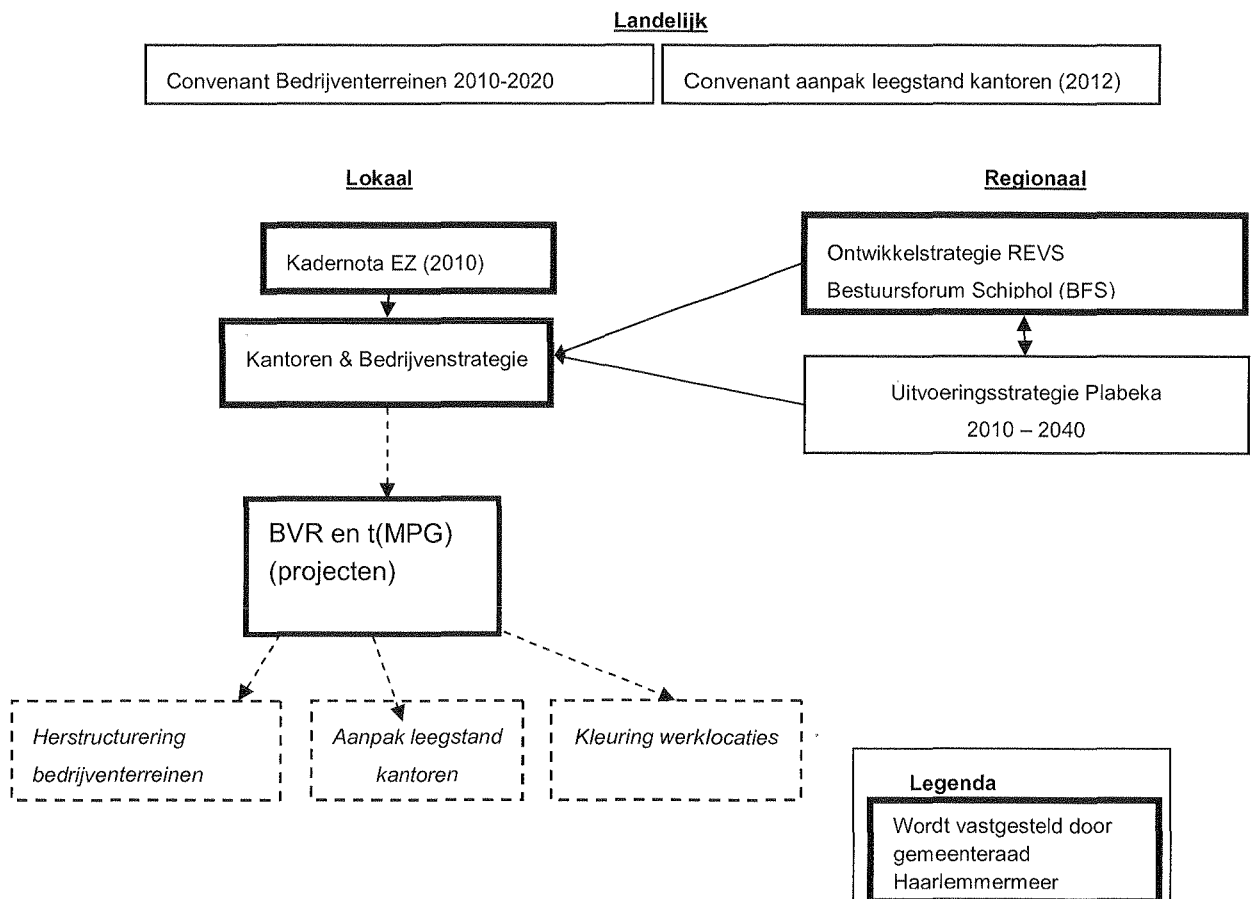 Landelijk
Convenant Bedrijventerreinen 2010-2020
Convenant aanpak leegstand kantoren (2012)
Lokaal
Regionaal
Kadernota EZ (2010)
Ontwikkelstrategie REVS
Bestuursforum Schiphol (BFS)
Kantoren & Bedrijvenstrategie
Uitvoeringsstrategie Plabeka
2010 – 2040
BVR en t(MPG)
(projecten)
Herstructurering
bedrijventerreinen
Aanpak leegstand
kantoren
Kleuring werklocaties
Legenda
Wordt vastgesteld door
gemeenteraad
Haarlemmermeer